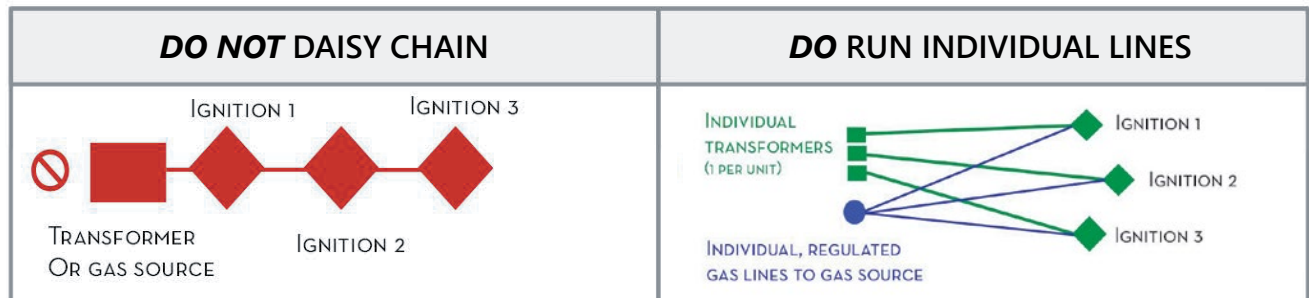 DO NOT DAISY CHAIN
DO RUN INDIVIDUAL LINES
IGNITION 1
IGNITION 3
TRANSFORMER
OR GAS SOURCE
IGNITION 2
INDIVIDUAL
TRANSFORMERS
(1 PER UNIT)
IGNITION 1
IGNITION 2
IGNITION 3
INDIVIDUAL, REGULATED
GAS LINES TO GAS SOURCE